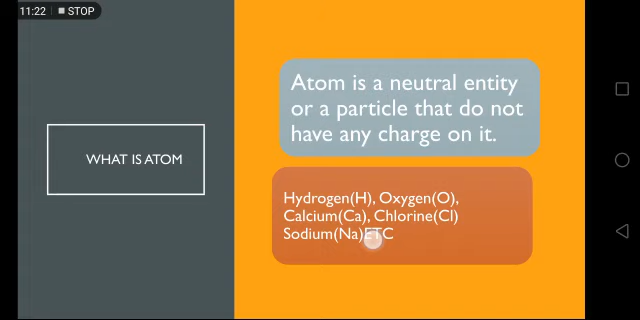 11:22 STOP
WHAT IS ATOM
Atom is a neutral entity
or a particle that do not
have any charge on it.
Hydrogen(H), Oxygen(O),
Calcium(Ca), Chlorine(Cl)
Sodium(Na)ETC